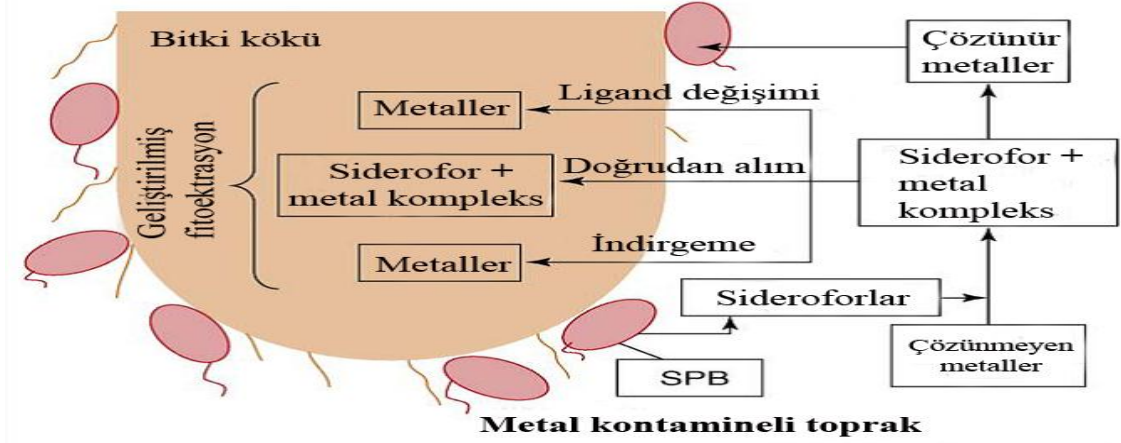 Bitki kökü
Çözünür
metaller
Ligand değişimi
Metaller
Geliştirilmiş
fitoektrasyon
Siderofor +
metal kompleks
Doğrudan alım
Siderofor +
metal
kompleks
İndirgeme
Metaller
Sideroforlar
Çözünmeyen
metaller
SPB
Metal kontamineli toprak